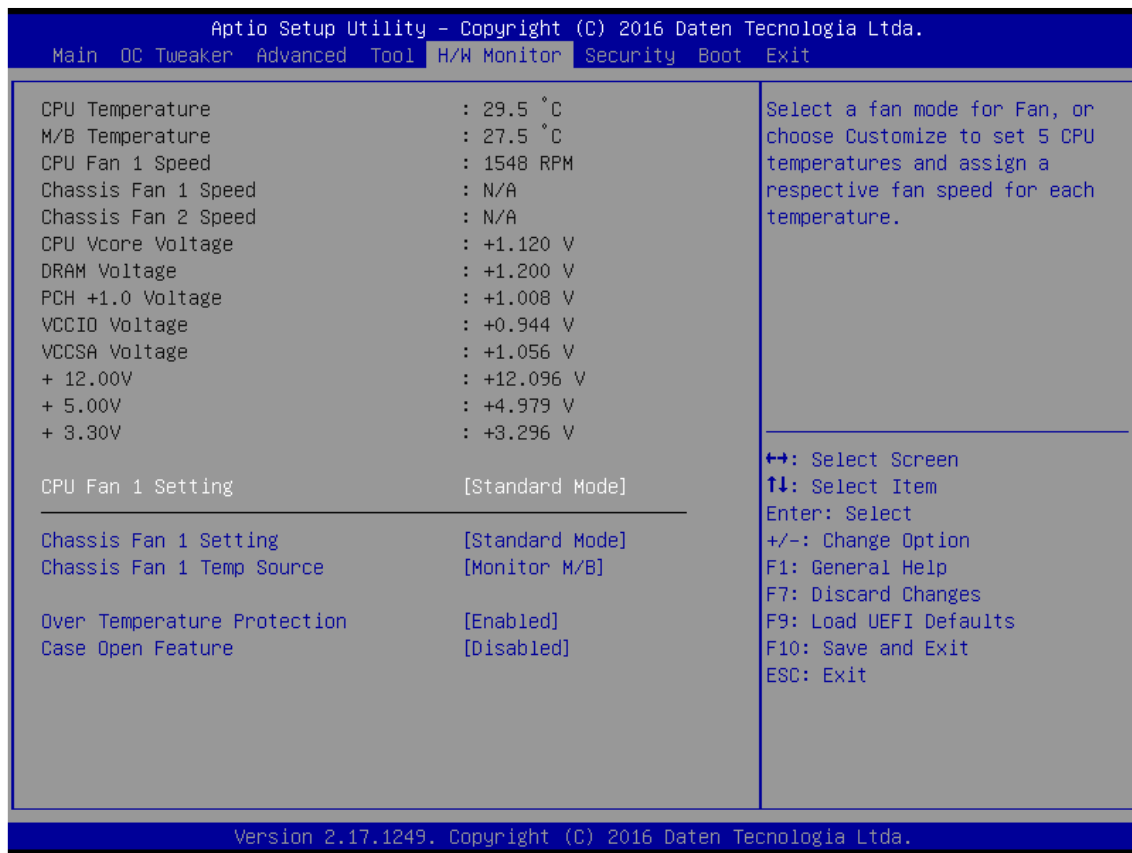 Aptio Setup Utility – Copyright (C) 2016 Daten Tecnologia Ltda.
Main OC Tweaker Advanced Tool H/W Monitor Security Boot Exit
CPU Temperature : 29.5 °C
M/B Temperature : 27.5 °C
CPU Fan 1 Speed : 1548 RPM
Chassis Fan 1 Speed : N/A
Chassis Fan 2 Speed : N/A
CPU Vcore Voltage : +1.120 V
DRAM Voltage : +1.200 V
PCH +1.0 Voltage : +1.008 V
VCCIO Voltage : +0.944 V
VCCSA Voltage : +1.056 V
+ 12.00V : +12.096 V
+ 5.00V : +4.979 V
+ 3.30V : +3.296 V
CPU Fan 1 Setting [Standard Mode]
Chassis Fan 1 Setting [Standard Mode]
Chassis Fan 1 Temp Source [Monitor M/B]
Over Temperature Protection [Enabled]
Case Open Feature [Disabled]
Select a fan mode for Fan, or
choose Customize to set 5 CPU
temperatures and assign a
respective fan speed for each
temperature.
↔: Select Screen
↑↓: Select Item
Enter: Select
+/-: Change Option
F1: General Help
F7: Discard Changes
F9: Load UEFI Defaults
F10: Save and Exit
ESC: Exit
Version 2.17.1249. Copyright (C) 2016 Daten Tecnologia Ltda.